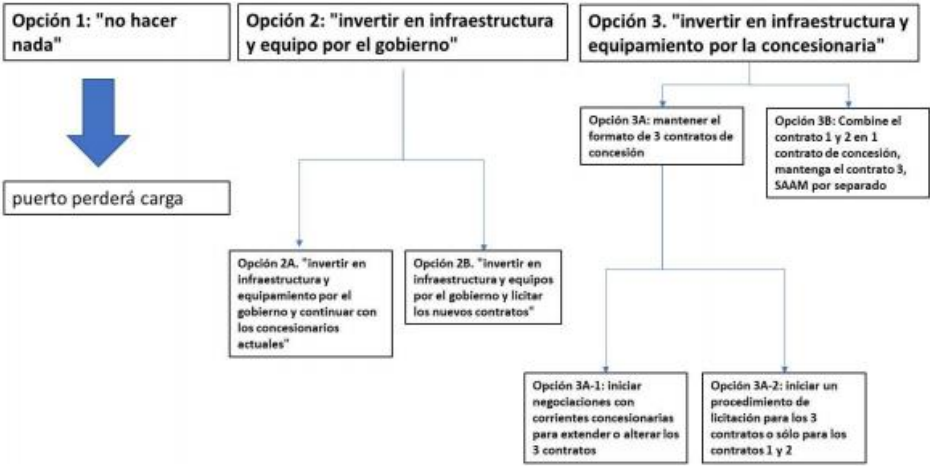 Opción 1: "no hacer
nada"
puerto perderá carga
Opción 2: "invertir en infraestructura
y equipo por el gobierno"
Opción 2A. "invertir en
infraestructura y
equipamiento por el
gobierno y continuar con
los concesionarios
actuales"
Opción 2B. "invertir en
infraestructura y equipos
por el gobierno y licitar
los nuevos contratos"
Opción 3. "invertir en infraestructura y
equipamiento por la concesionaria"
Opción 3A: mantener el
formato de 3 contratos de
concesión
Opción 3B: Combine el
contrato 1 y 2 en 1
contrato de concesión,
mantenga el contrato 3,
SAAM por separado
Opción 3A-1: iniciar
negociaciones con
corrientes concesionarias
para extender o alterar los
3 contratos
Opción 3A-2: iniciar un
procedimiento de
licitación para los 3
contratos o sólo para los
contratos 1 y 2